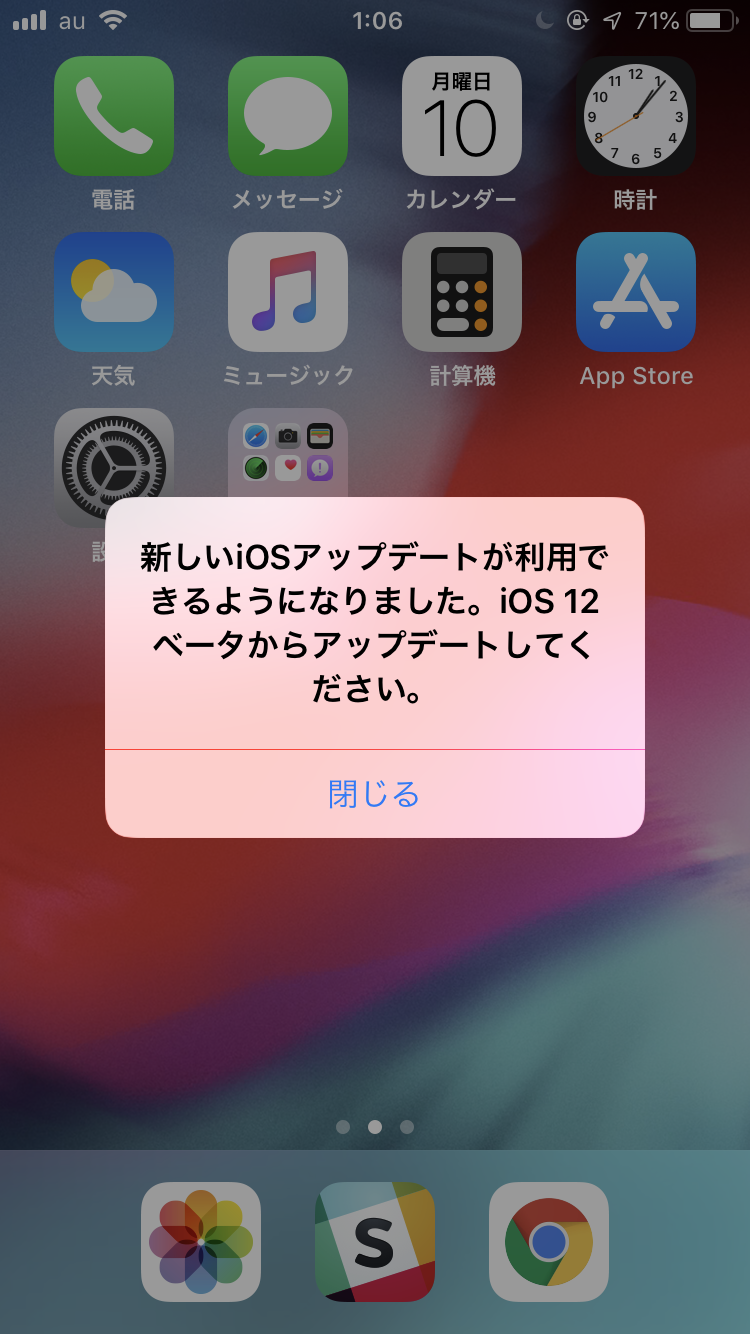 au 1:06 71%
月曜日
10
12
11 1
10 2
9 3
8 4
7 5
6
電話 メッセージ カレンダー 時計
天気 ミュージック 計算機 App Store
新しいiOSアップデートが利用で
きるようになりました。iOS 12
ベータからアップデートしてく
ださい。
閉じる
S